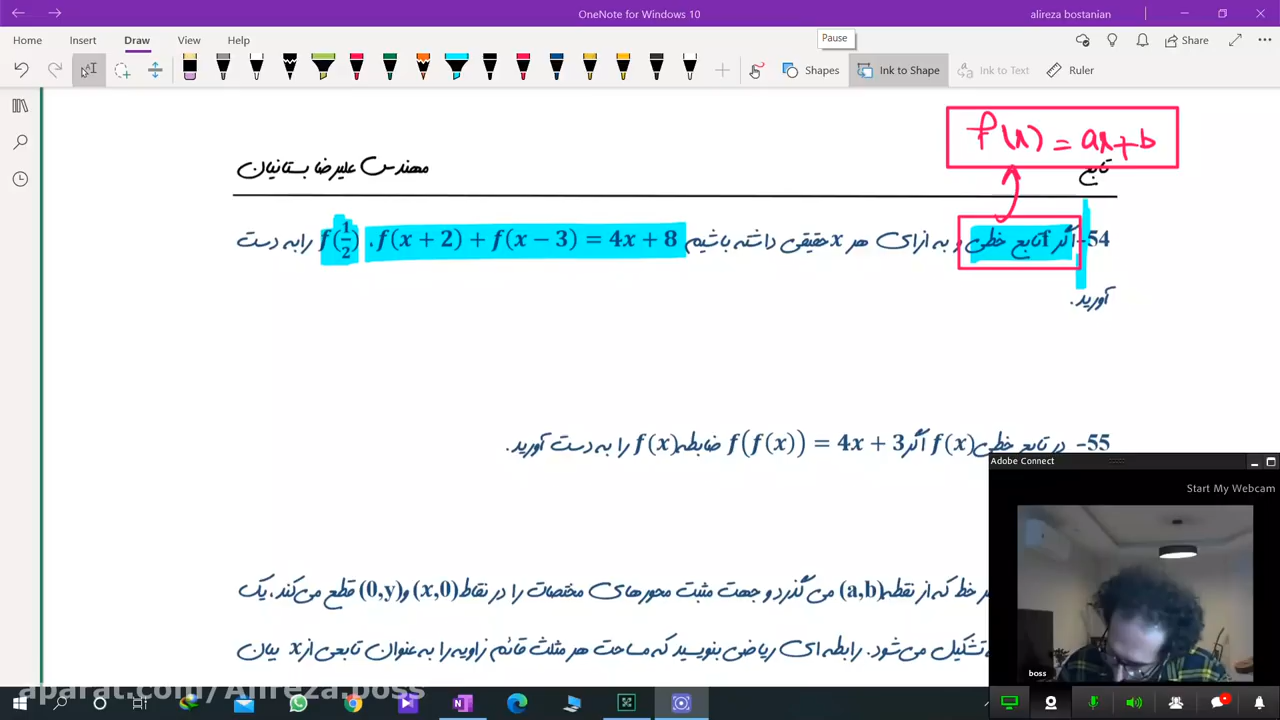 OneNote for Windows 10
alireza bostanian
Home Insert Draw View Help
Pause
Share
Shapes
Ink to Shape
Ink to Text
Ruler
f(x) = ax+b
تابع
مهندس علیرضا بستانیان
54- اگر f تابع خطی و به ازای هر x حقیقی داشته باشیم f(x + 2) + f(x − 3) = 4x + 8. f(1/2) را به دست
آورید.
55- در تابع خطی f(x) اگر f(f(x)) = 4x + 3 ضابطه f(x) را به دست آورید.
Adobe Connect
Start My Webcam
boss
خط که از نقطه (a,b) می گذرد و جهت مثبت محورهای مختصات را در نقاط (x,0) و (0,y) قطع می‌کند، یک
تشکیل می‌شود. رابطه ای ریاضی بنویسید که مساحت هر مثلث قائم زاویه را به عنوان تابعی از x بیان
aparat.com/Alireza.boss